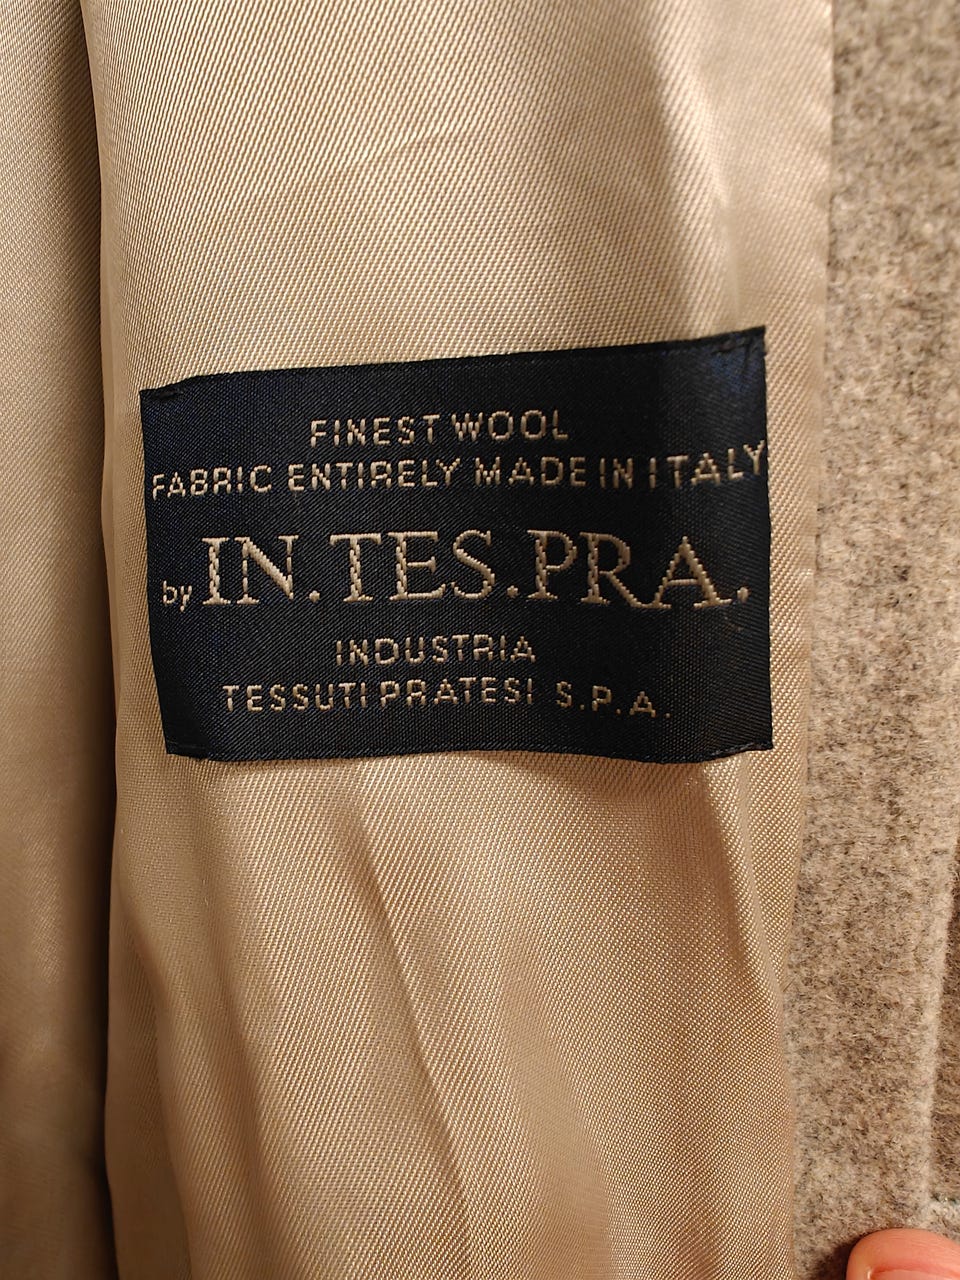 FINEST WOOL
FABRIC ENTIRELY MADE IN ITALY
by IN.TES.PRA.
INDUSTRIA
TESSUTI PRATESI S.P.A.